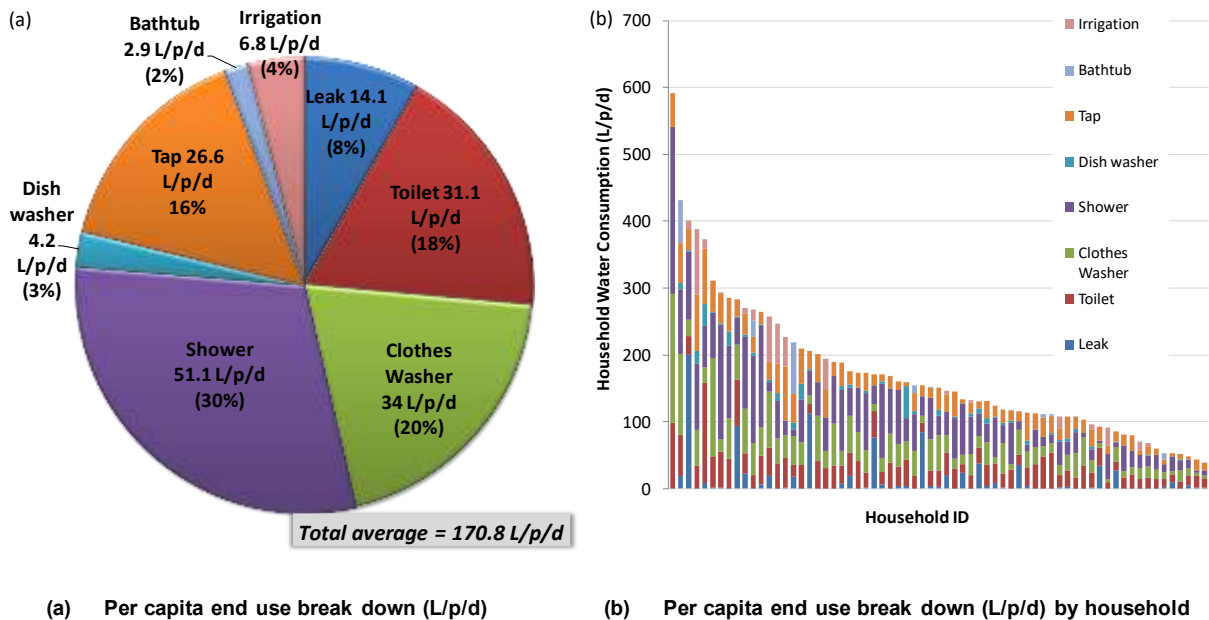 (a)
Bathtub
2.9 L/p/d
(2%)
Irrigation
6.8 L/p/d
(4%)
Leak 14.1
L/p/d
(8%)
Toilet 31.1
L/p/d
(18%)
Clothes
Washer
34 L/p/d
(20%)
Shower
51.1 L/p/d
(30%)
Dish
washer
4.2
L/p/d
(3%)
Tap 26.6
L/p/d
16%
Total average = 170.8 L/p/d
(a) Per capita end use break down (L/p/d)
(b)
Household Water Consumption (L/p/d)
700
600
500
400
300
200
100
0
Household ID
Irrigation
Bathtub
Tap
Dish washer
Shower
Clothes
Washer
Toilet
Leak
(b) Per capita end use break down (L/p/d) by household